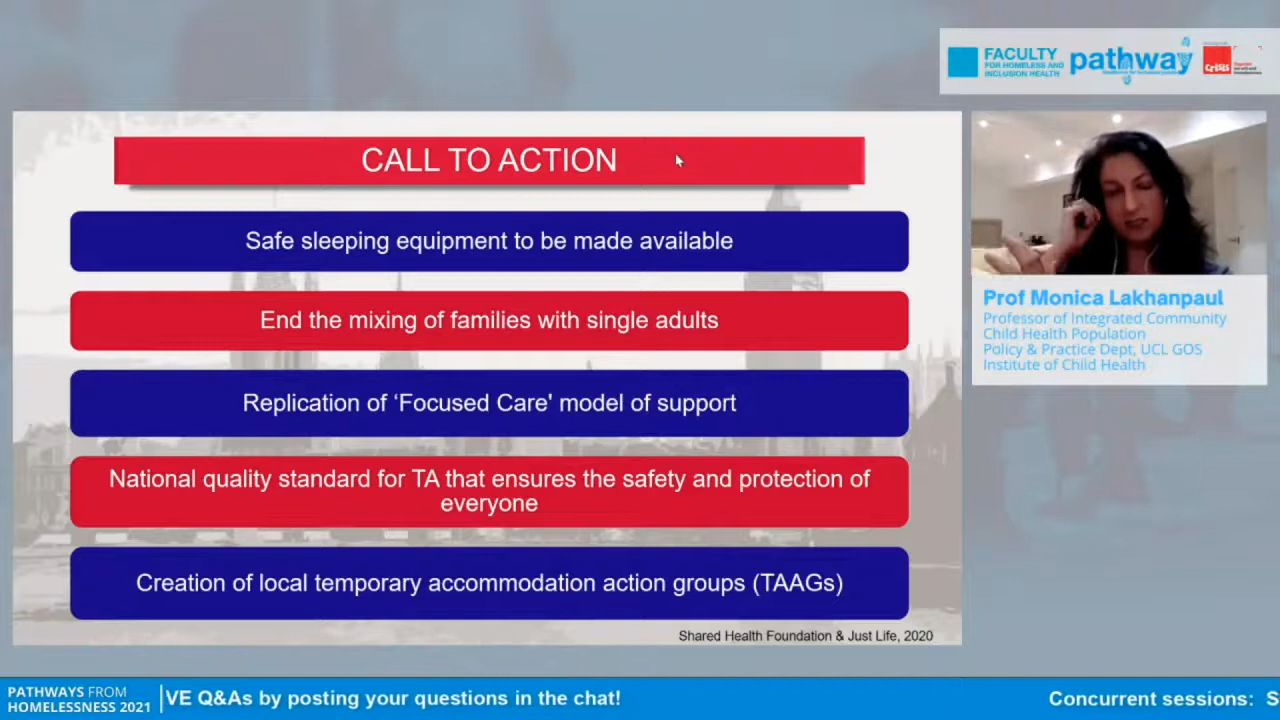 FACULTY
FOR HOMELESS AND
INCLUSION HEALTH
pathway
CRISIS
CALL TO ACTION
Safe sleeping equipment to be made available
End the mixing of families with single adults
Replication of ‘Focused Care' model of support
National quality standard for TA that ensures the safety and protection of
everyone
Creation of local temporary accommodation action groups (TAAGs)
Shared Health Foundation & Just Life, 2020
Prof Monica Lakhanpaul
Professor of Integrated Community
Child Health Population
Policy & Practice Dept, UCL GOS
Institute of Child Health
PATHWAYS FROM
HOMELESSNESS 2021
VE Q&As by posting your questions in the chat!
Concurrent sessions: S